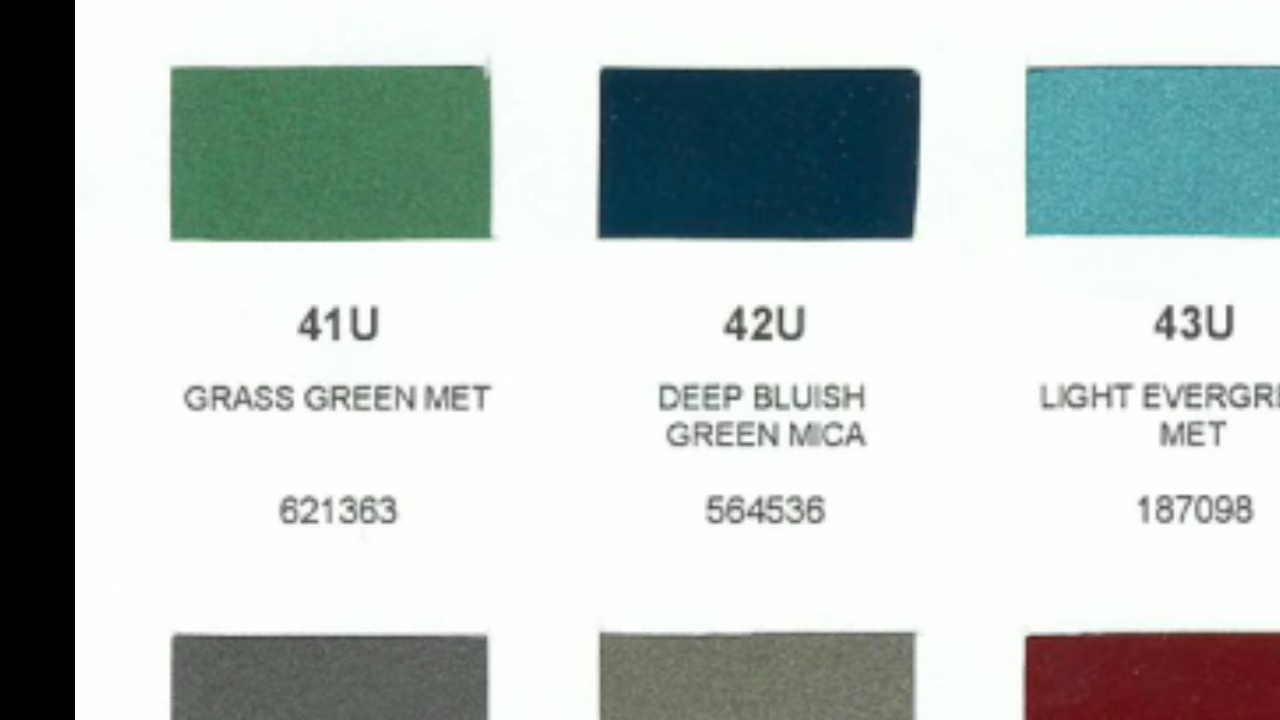 41U
GRASS GREEN MET
621363
42U
DEEP BLUISH
GREEN MICA
564536
43U
LIGHT
MET
187098